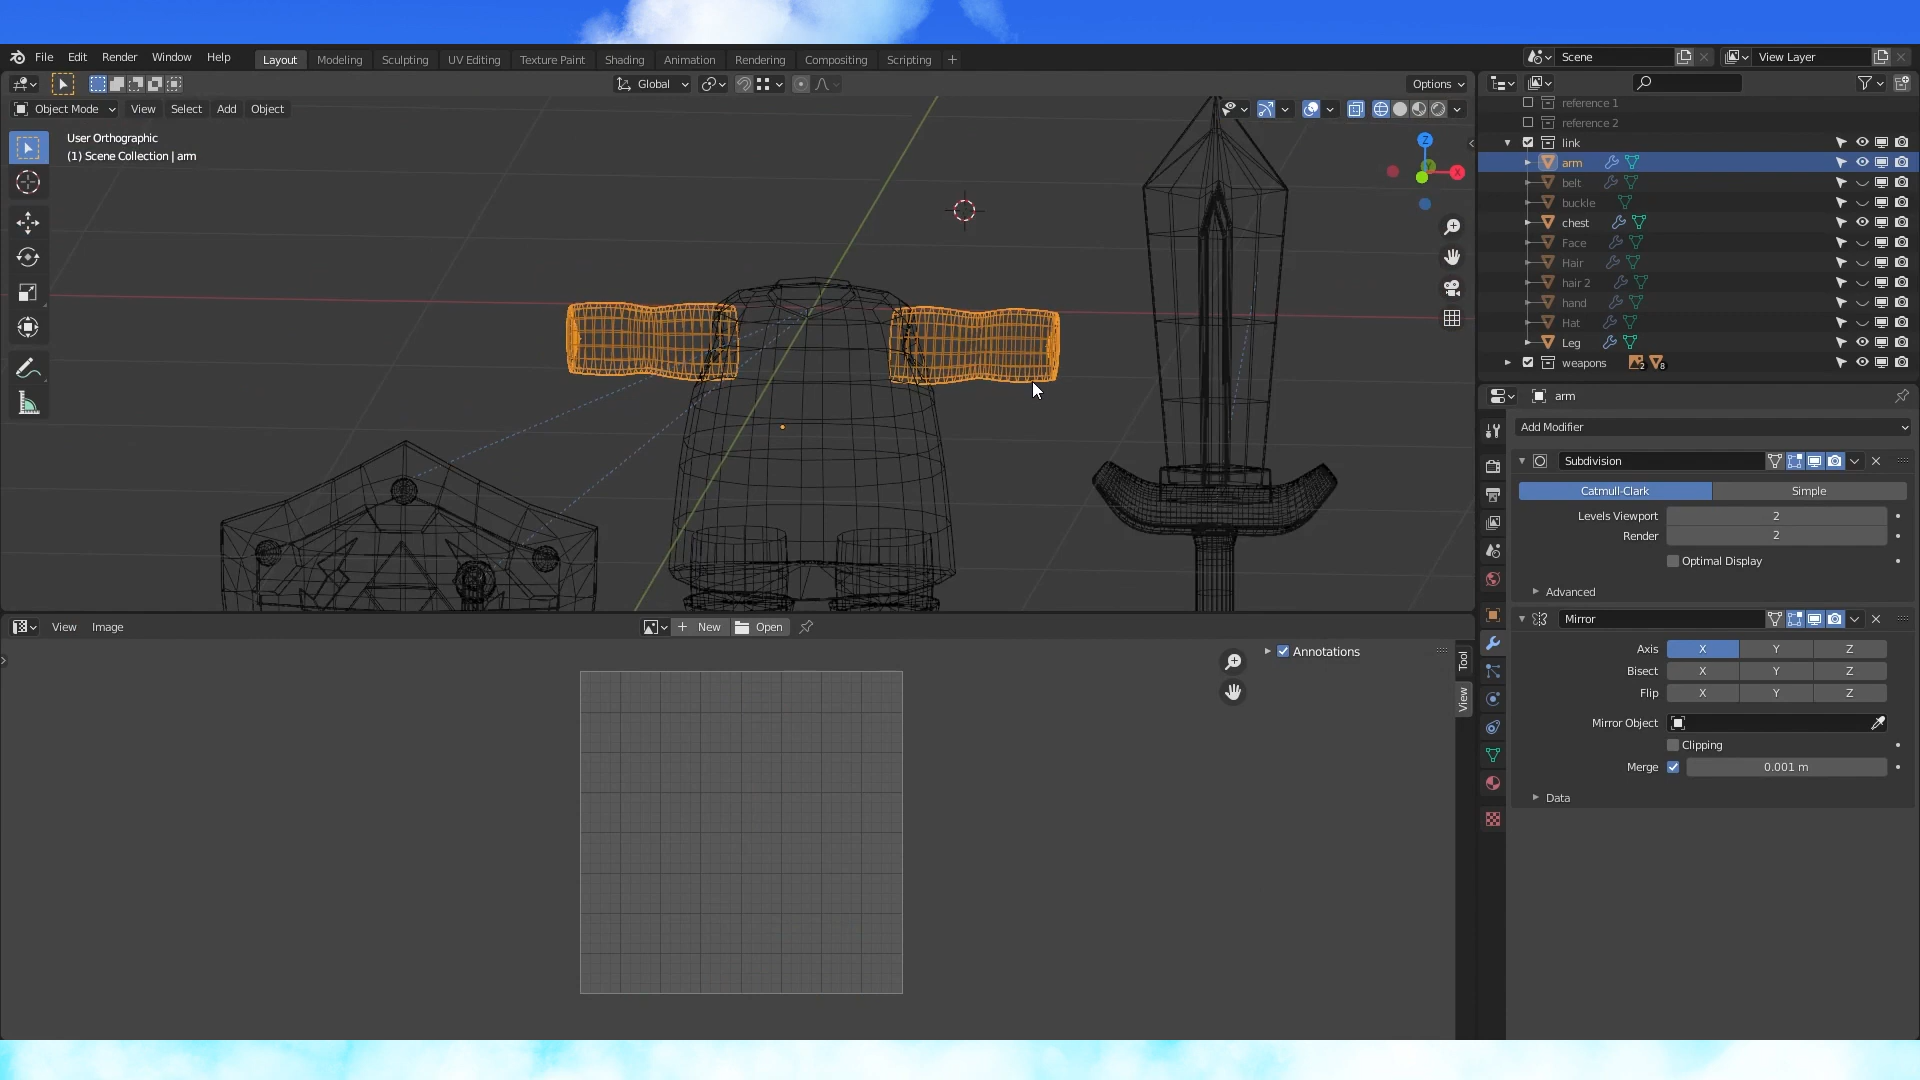 File Edit Render Window Help
Layout Modeling Sculpting UV Editing Texture Paint Shading Animation Rendering Compositing Scripting +
Scene
View Layer
Global
Options
Object Mode View Select Add Object
User Orthographic
(1) Scene Collection | arm
Z
Y
X
reference 1
reference 2
link
arm
belt
buckle
chest
Face
Hair
hair 2
hand
Hat
Leg
weapons 2 8
arm
Add Modifier
Subdivision
Catmull-Clark Simple
Levels Viewport 2
Render 2
Optimal Display
Advanced
Mirror
Axis X Y Z
Bisect X Y Z
Flip X Y Z
Mirror Object
Clipping
Merge 0.001 m
Data
View Image
+ New Open
Annotations
Tool
View